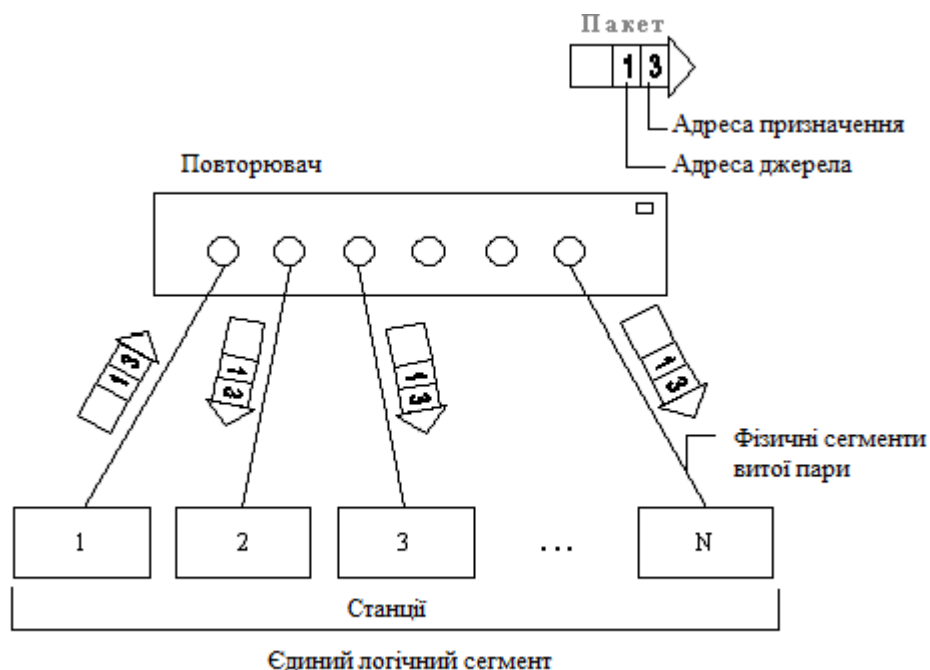 Пакет
1 3
Адреса призначення
Адреса джерела
Повторювач
1 3
1 3
1 3
1 3
Фізичні сегменти
витої пари
1
2
3
...
N
Станції
Єдиний логічний сегмент